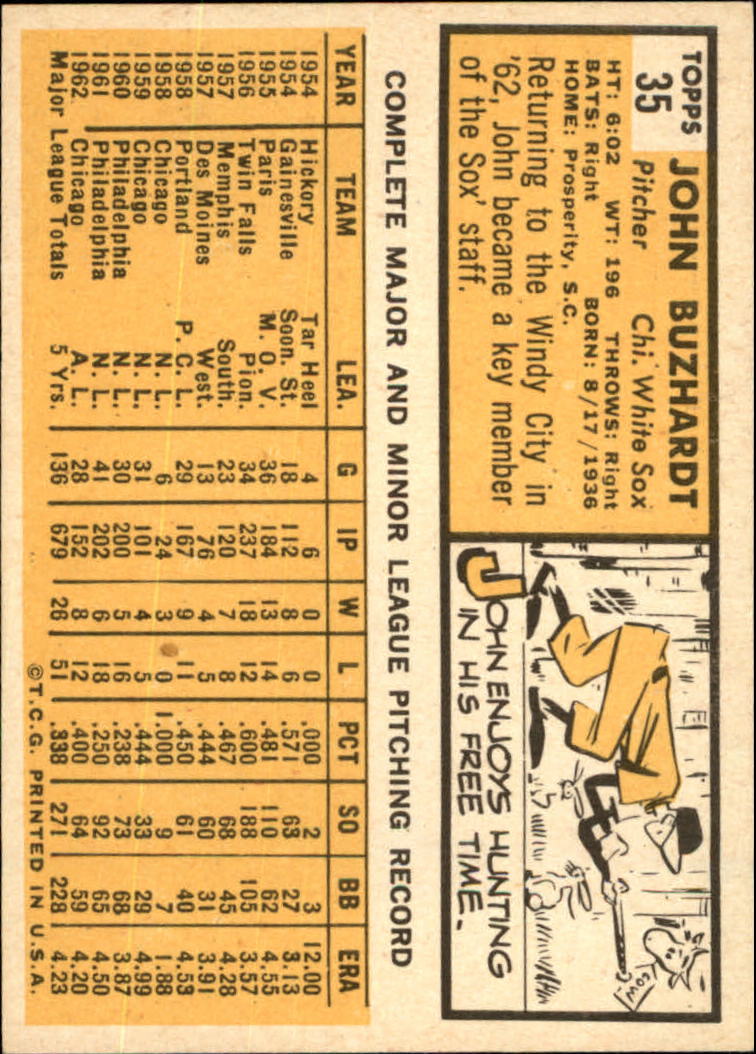 TOPPS
35
JOHN BUZHARDT
Pitcher Chi. White Sox
HT: 6:02 WT: 196 THROWS: Right
BATS: Right BORN: 8/17/1936
HOME: Prosperity, S.C.
Returning to the Windy City in
'62, John became a key member
of the Sox' staff.
COW
JOHN ENJOYS HUNTING
IN HIS FREE TIME.
COMPLETE MAJOR AND MINOR LEAGUE PITCHING RECORD
YEAR TEAM LEA. G IP W L PCT SO BB ERA
1954 Hickory Tar Heel 4 6 0 0 .000 2 3 12.00
1954 Gainesville Soon. St. 18 112 8 6 .571 63 27 3.13
1955 Paris M. O. V. 36 184 13 14 .481 110 62 4.55
1956 Twin Falls Pion. 34 237 18 12 .600 188 105 3.57
1957 Memphis South. 23 120 7 8 .467 68 45 4.28
1957 Des Moines West. 13 76 4 5 .444 60 31 3.91
1958 Portland P. C. L. 29 167 9 11 .450 61 40 4.53
1958 Chicago N. L. 6 24 3 0 1.000 9 7 1.88
1959 Chicago N. L. 31 101 4 5 .444 33 29 4.99
1960 Philadelphia N. L. 30 200 5 16 .238 73 68 3.87
1961 Philadelphia N. L. 41 202 6 18 .250 92 65 4.50
1962 Chicago A. L. 28 152 8 12 .400 64 59 4.20
Major League Totals 5 Yrs. 136 679 26 51 .338 271 228 4.23
©T.C.G. PRINTED IN U.S.A.